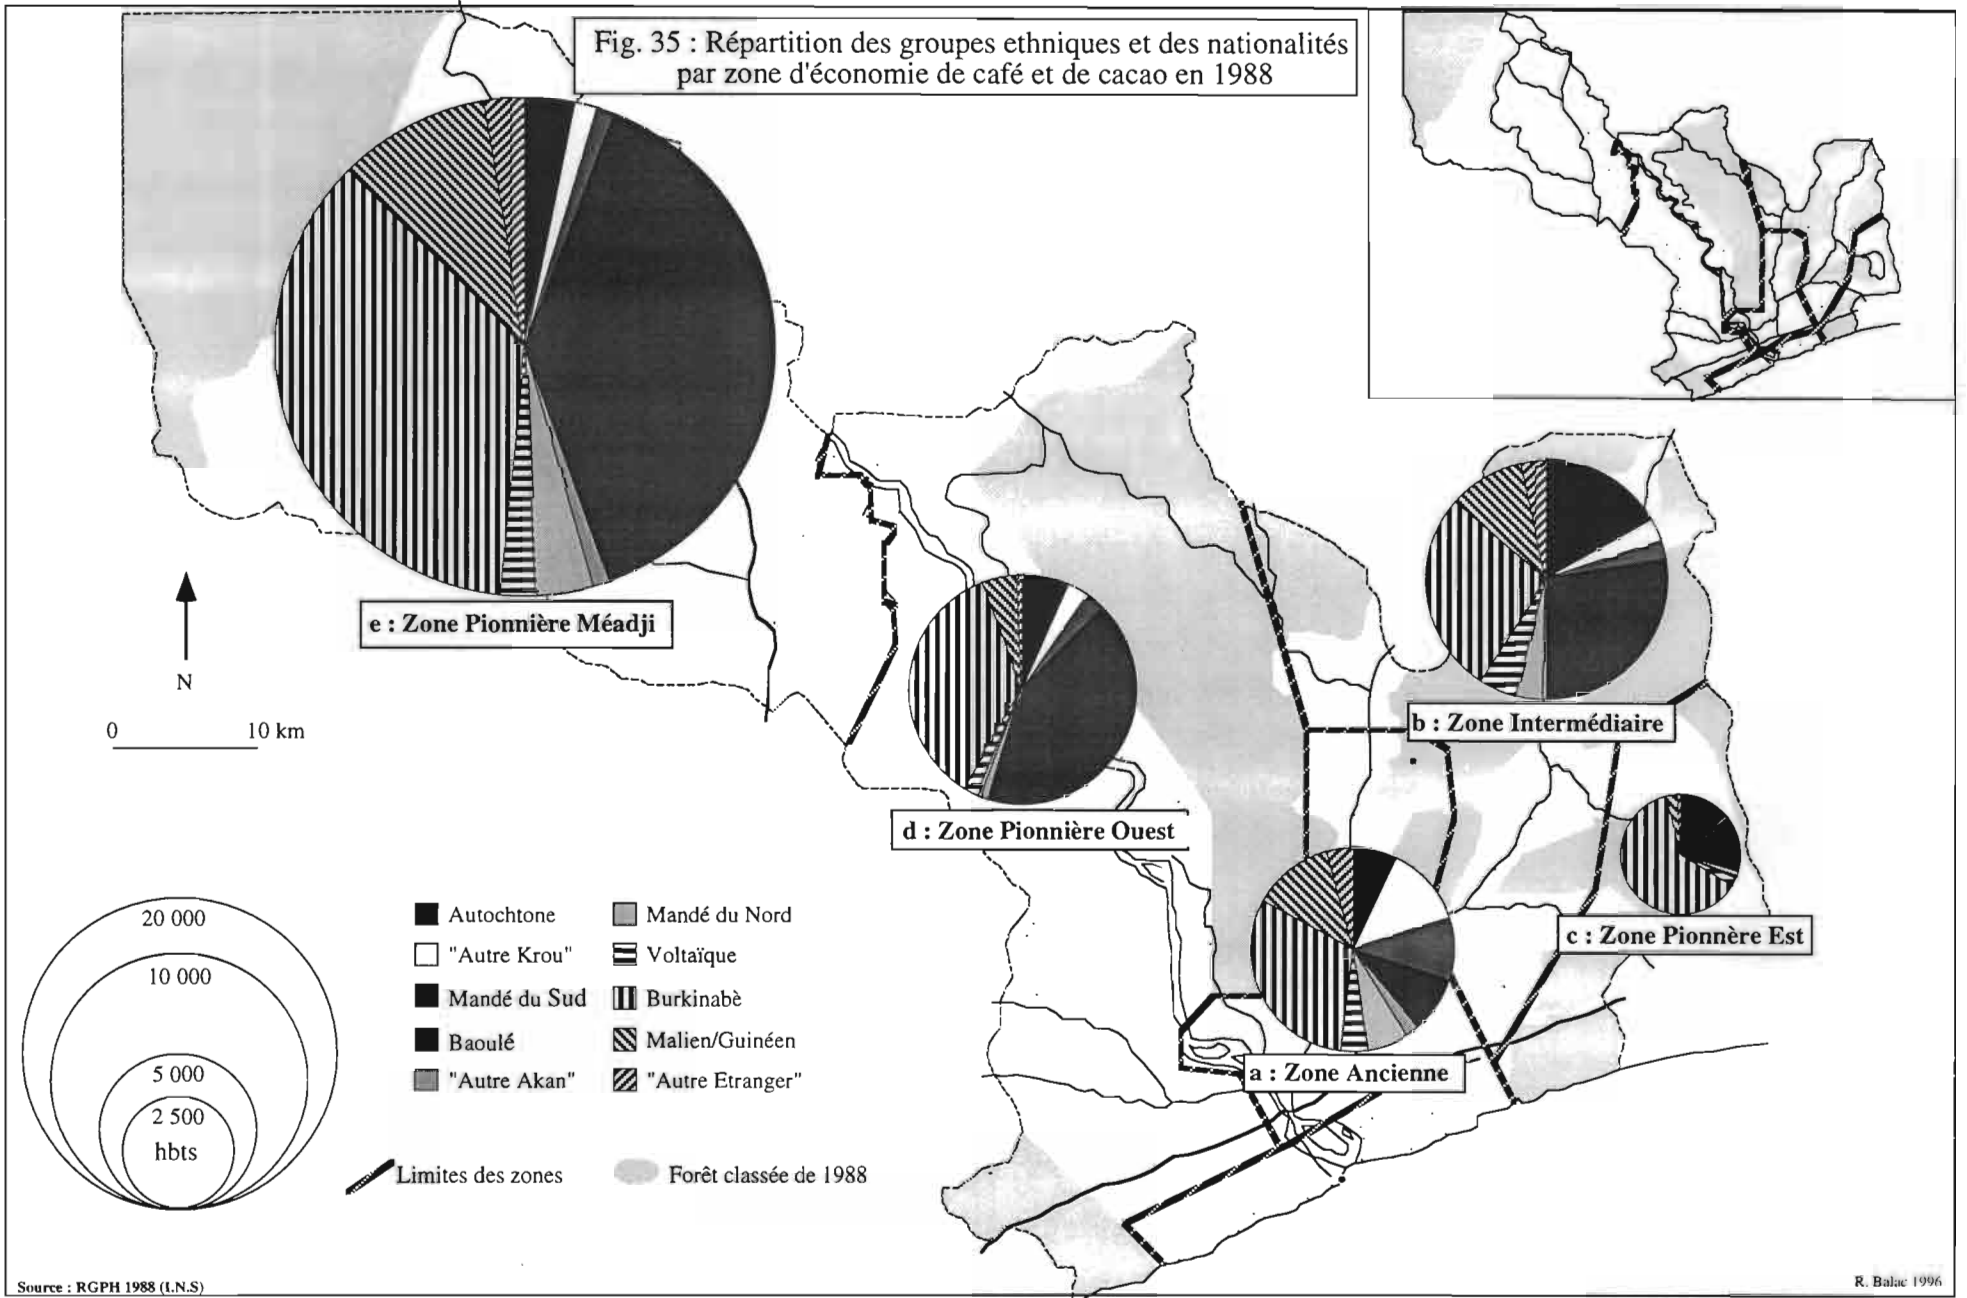 Fig. 35 : Répartition des groupes ethniques et des nationalités
par zone d'économie de café et de cacao en 1988
e : Zone Pionnière Méadji
N
0 10 km
b : Zone Intermédiaire
d : Zone Pionnière Ouest
c : Zone Pionnère Est
a : Zone Ancienne
20 000
10 000
5 000
2 500
hbts
Autochtone
"Autre Krou"
Mandé du Sud
Baoulé
"Autre Akan"
Mandé du Nord
Voltaïque
Burkinabè
Malien/Guinéen
"Autre Etranger"
Limites des zones
Forêt classée de 1988
Source : RGPH 1988 (I.N.S)
R. Balac 1996